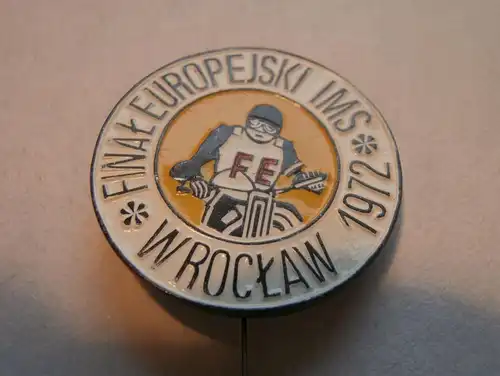 FINAŁ EUROPEJSKI IMS
FE
WROCŁAW 1972